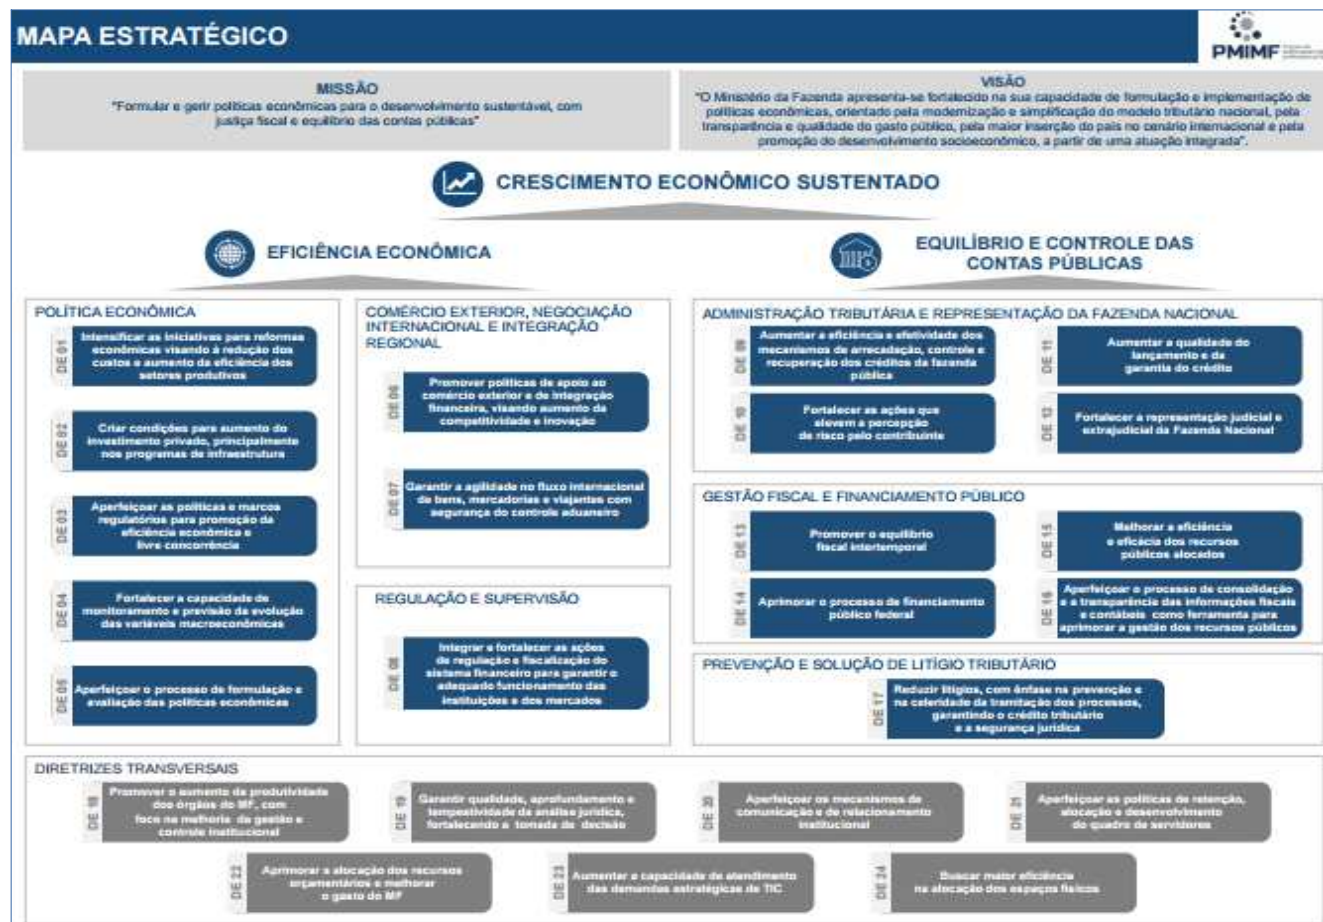 MAPA ESTRATÉGICO
PMIMF
MISSÃO
"Formular e gerir políticas econômicas para o desenvolvimento sustentável, com
justiça fiscal e equilíbrio das contas públicas"
VISÃO
"O Ministério da Fazenda apresenta-se fortalecido na sua capacidade de formulação e implementação de
políticas econômicas, orientado pela modernização e simplificação do modelo tributário nacional, pela
transparência e qualidade do gasto público, pela maior inserção do país no cenário internacional e pela
promoção do desenvolvimento socioeconômico, a partir de uma atuação integrada".
CRESCIMENTO ECONÔMICO SUSTENTADO
EFICIÊNCIA ECONÔMICA
EQUILÍBRIO E CONTROLE DAS
CONTAS PÚBLICAS
POLÍTICA ECONÔMICA
DE 01
Intensificar as iniciativas para reformas
econômicas visando à redução dos
custos e aumento da eficiência dos
setores produtivos
DE 02
Criar condições para aumento do
investimento privado, principalmente
nos programas de infraestrutura
DE 03
Aperfeiçoar as políticas e marcos
regulatórios para promoção da
eficiência econômica e
livre concorrência
DE 04
Fortalecer a capacidade de
monitoramento e previsão da evolução
das variáveis macroeconômicas
DE 05
Aperfeiçoar o processo de formulação e
avaliação das políticas econômicas
COMÉRCIO EXTERIOR, NEGOCIAÇÃO
INTERNACIONAL E INTEGRAÇÃO
REGIONAL
DE 06
Promover políticas de apoio ao
comércio exterior e de integração
financeira, visando aumento da
competitividade e inovação
DE 07
Garantir a agilidade no fluxo internacional
de bens, mercadorias e viajantes com
segurança do controle aduaneiro
REGULAÇÃO E SUPERVISÃO
DE 08
Integrar e fortalecer as ações
de regulação e fiscalização do
sistema financeiro para garantir o
adequado funcionamento das
instituições e dos mercados
ADMINISTRAÇÃO TRIBUTÁRIA E REPRESENTAÇÃO DA FAZENDA NACIONAL
DE 09
Aumentar a eficiência e efetividade dos
mecanismos de arrecadação, controle e
recuperação dos créditos da fazenda
pública
DE 11
Aumentar a qualidade do
lançamento e da
garantia do crédito
DE 10
Fortalecer as ações que
elevem a percepção
de risco pelo contribuinte
DE 12
Fortalecer a representação judicial e
extrajudicial da Fazenda Nacional
GESTÃO FISCAL E FINANCIAMENTO PÚBLICO
DE 13
Promover o equilíbrio
fiscal intertemporal
DE 15
Melhorar a eficiência
e eficácia dos recursos
públicos alocados
DE 14
Aprimorar o processo de financiamento
público federal
DE 16
Aperfeiçoar o processo de consolidação
e a transparência das informações fiscais
e contábeis como ferramenta para
aprimorar a gestão dos recursos públicos
PREVENÇÃO E SOLUÇÃO DE LITÍGIO TRIBUTÁRIO
DE 17
Reduzir litígios, com ênfase na prevenção e
na celeridade da tramitação dos processos,
garantindo o crédito tributário
e a segurança jurídica
DIRETRIZES TRANSVERSAIS
DE 18
Promover o aumento da produtividade
dos órgãos do MF, com
foco na melhoria da gestão e
controle institucional
DE 19
Garantir qualidade, aprofundamento e
tempestividade da análise jurídica,
fortalecendo a tomada de decisão
DE 20
Aperfeiçoar os mecanismos de
comunicação e de relacionamento
institucional
DE 21
Aperfeiçoar as políticas de retenção,
alocação e desenvolvimento
do quadro de servidores
DE 22
Aprimorar a alocação dos recursos
orçamentários e melhorar
o gasto do MF
DE 23
Aumentar a capacidade de atendimento
das demandas estratégicas de TIC
DE 24
Buscar maior eficiência
na alocação dos espaços físicos